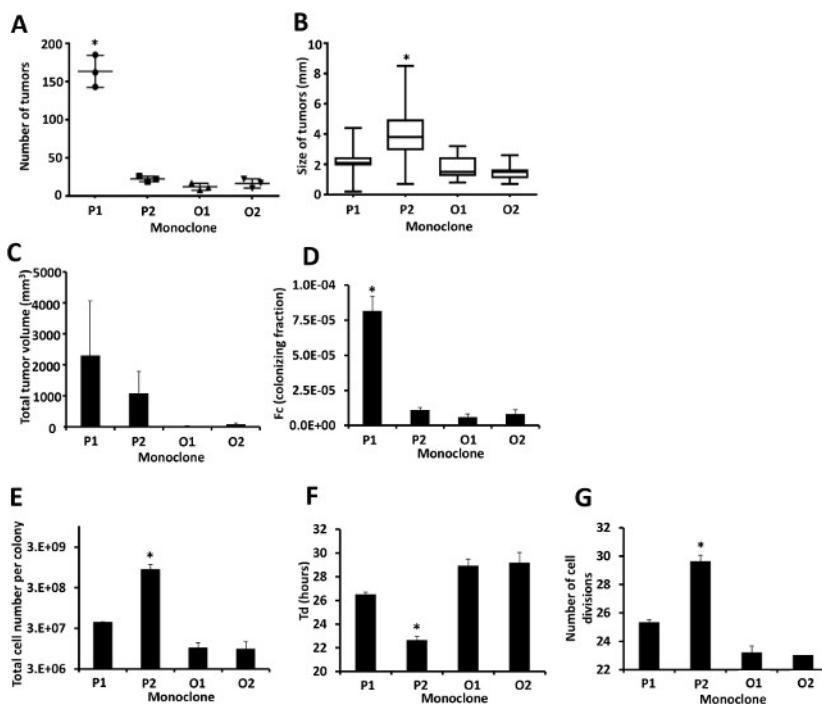 A
*
Number of tumors
200
150
100
50
0
P1 P2 O1 O2
Monoclone
B
*
Size of tumors (mm)
10
8
6
4
2
0
P1 P2 O1 O2
Monoclone
C
Total tumor volume (mm³)
5000
4000
3000
2000
1000
0
P1 P2 O1 O2
Monoclone
D
*
Fc (colonizing fraction)
1.0E-04
7.5E-05
5.0E-05
2.5E-05
0.0E+00
P1 P2 O1 O2
Monoclone
E
*
Total cell number per colony
3.E+09
3.E+08
3.E+07
3.E+06
P1 P2 O1 O2
Monoclone
F
*
Td (hours)
32
30
28
26
24
22
20
P1 P2 O1 O2
Monoclone
G
*
Number of cell
divisions
32
30
28
26
24
22
P1 P2 O1 O2
Monoclone